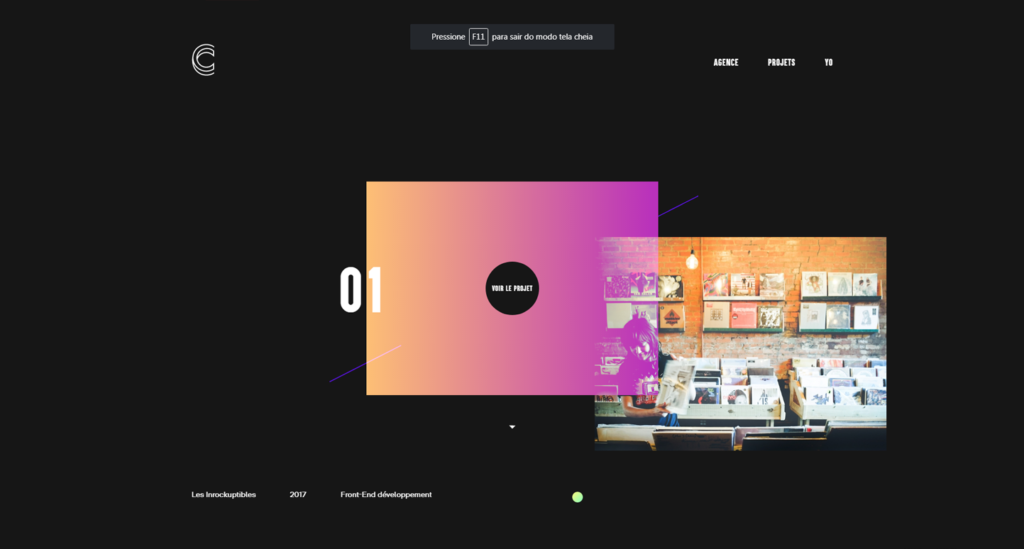 Pressione F11 para sair do modo tela cheia
AGENCE PROJETS YO
01
VOIR LE PROJET
Les Inrockuptibles 2017 Front-End développement